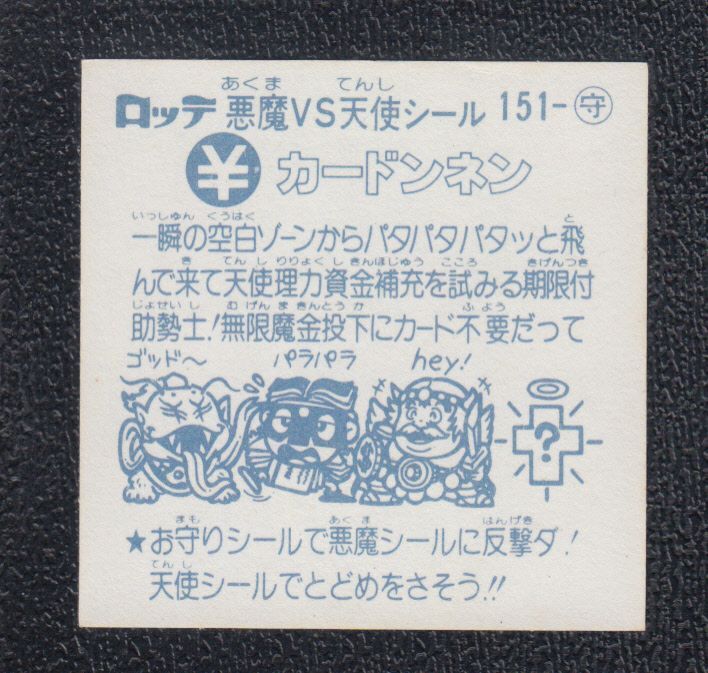 ロッテ 悪魔VS天使シール 151-守
あくま てんし
¥ カードンネン
いっしゅん くうはく と
一瞬の空白ゾーンからパタパタパタッと飛
き てんしりりょくしきんほじゅう こころ きげんつき
んで来て天使理力資金補充を試みる期限付
じょせいし むげんまきんとうか ふよう
助勢士!無限魔金投下にカード不要だって
ゴッド〜 パラパラ hey!
$ ?
まも あくま はんげき
★お守りシールで悪魔シールに反撃ダ!
てんし
天使シールでとどめをさそう!!